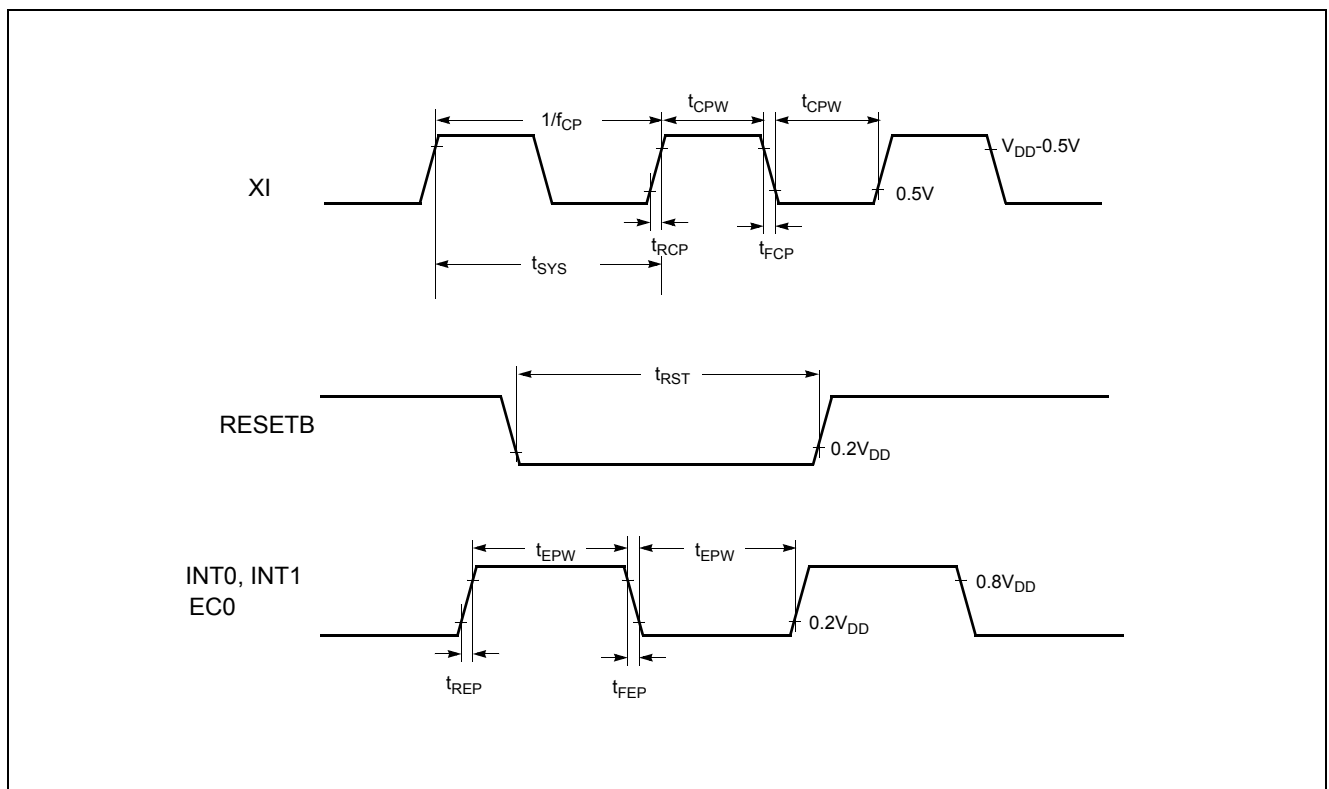 1/fCP
tCPW
tCPW
VDD-0.5V
XI
0.5V
tRCP
tFCP
tSYS
tRST
RESETB
0.2VDD
tEPW
tEPW
INT0, INT1
EC0
0.8VDD
0.2VDD
tREP
tFEP